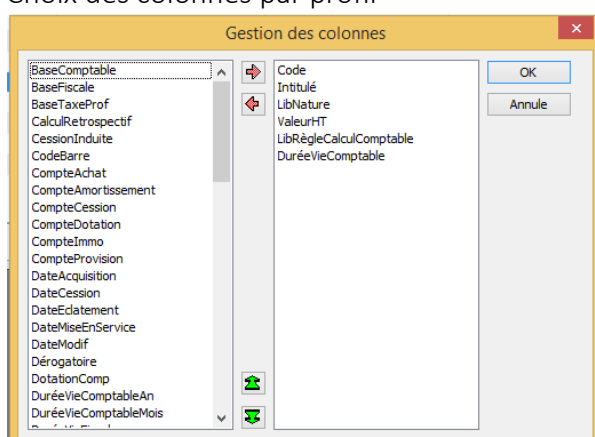 Choix des colonnes par profil
Gestion des colonnes
BaseComptable
BaseFiscale
BaseTaxeProf
CalculRetrospectif
CessionInduite
CodeBarre
CompteAchat
CompteAmortissement
CompteCession
CompteDotation
CompteImmo
CompteProvision
DateAcquisition
DateCession
DateEclatement
DateMiseEnService
DateModif
Dérogatoire
DotationComp
DuréeVieComptableAn
DuréeVieComptableMois
Code
Intitulé
LibNature
ValeurHT
LibRègleCalculComptable
DuréeVieComptable
OK
Annule